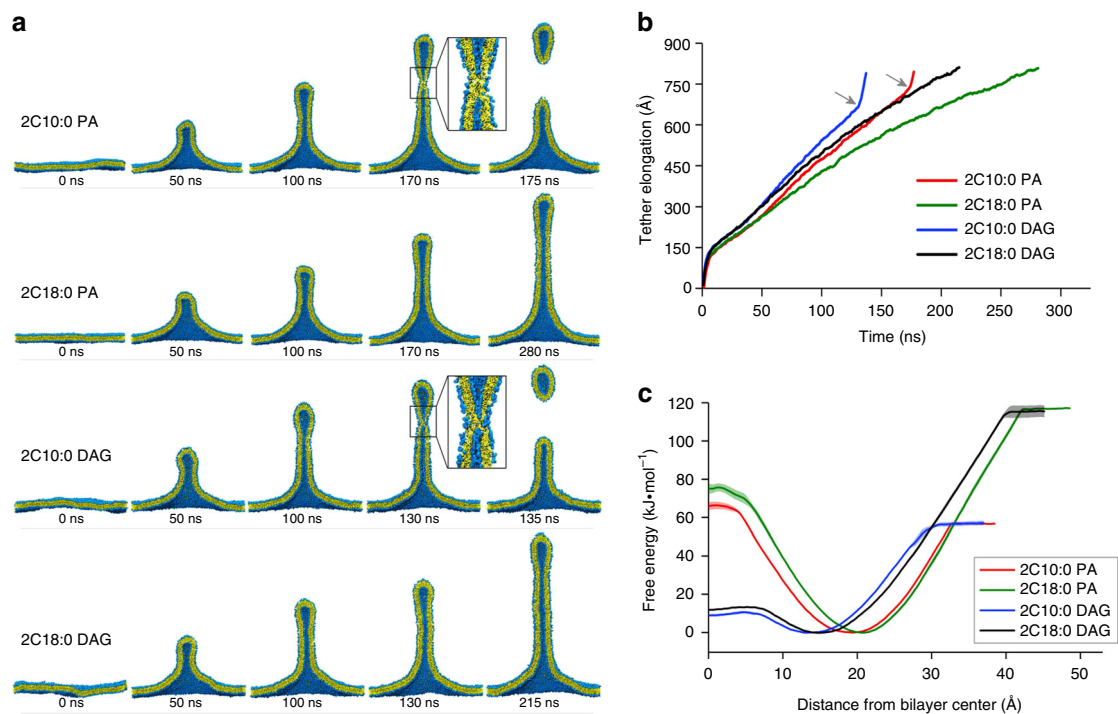 a
2C10:0 PA
0 ns 50 ns 100 ns 170 ns 175 ns
2C18:0 PA
0 ns 50 ns 100 ns 170 ns 280 ns
2C10:0 DAG
0 ns 50 ns 100 ns 130 ns 135 ns
2C18:0 DAG
0 ns 50 ns 100 ns 130 ns 215 ns
b
Tether elongation (Å)
900
750
600
450
300
150
0
2C10:0 PA
2C18:0 PA
2C10:0 DAG
2C18:0 DAG
0 50 100 150 200 250 300
Time (ns)
c
Free energy (kJ•mol⁻¹)
120
100
80
60
40
20
0
2C10:0 PA
2C18:0 PA
2C10:0 DAG
2C18:0 DAG
0 10 20 30 40 50
Distance from bilayer center (Å)